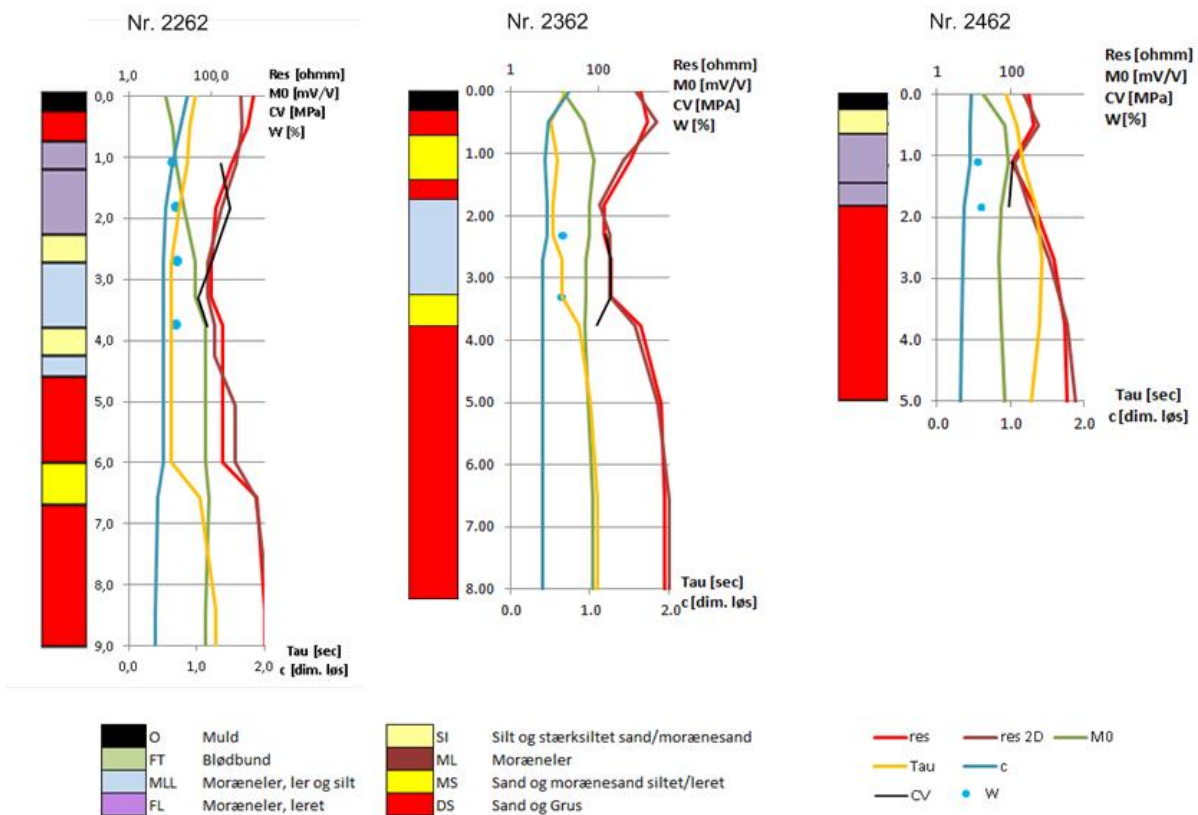 Nr. 2262
1,0
100,0
Res [ohmm]
M0 [mV/V]
CV [MPa]
W [%]
0,0
1,0
2,0
3,0
4,0
5,0
6,0
7,0
8,0
9,0
Tau [sec]
c [dim. løs]
0,0
1,0
2,0
Nr. 2362
1
100
Res [ohmm]
M0 [mV/V]
CV [MPA]
W [%]
0.00
1.00
2.00
3.00
4.00
5.00
6.00
7.00
8.00
Tau [sec]
c [dim. løs]
0.0
1.0
2.0
Nr. 2462
1
100
Res [ohmm]
M0 [mV/V]
CV [MPa]
W [%]
0.0
1.0
2.0
3.0
4.0
5.0
Tau [sec]
c [dim. løs]
0.0
1.0
2.0
O Muld
FT Blødbund
MLL Moræneler, ler og silt
FL Moræneler, leret
SI Silt og stærksiltet sand/morænesand
ML Moræneler
MS Sand og morænesand siltet/leret
DS Sand og Grus
res
res 2D
M0
Tau
c
CV
W